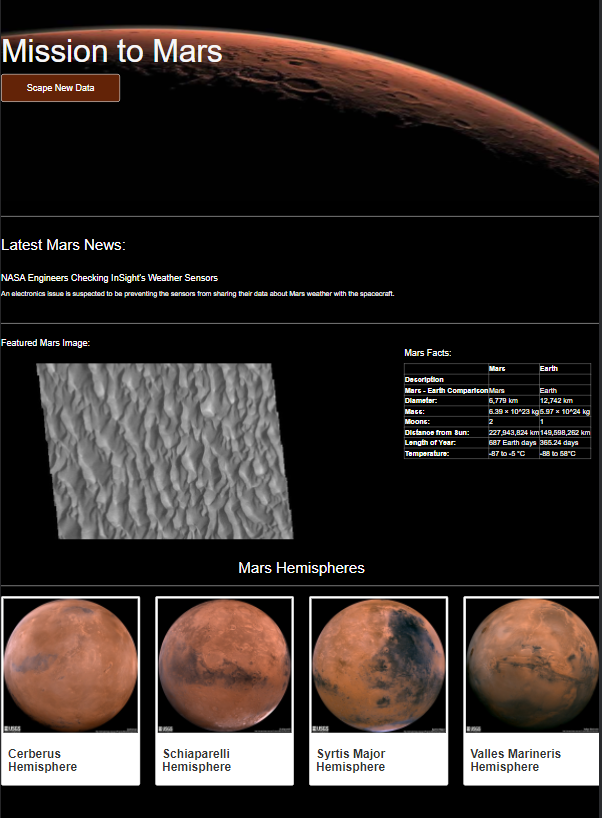 Mission to Mars
Scape New Data
Latest Mars News:
NASA Engineers Checking InSight's Weather Sensors
An electronics issue is suspected to be preventing the sensors from sharing their data about Mars weather with the spacecraft.
Featured Mars Image:
Mars Facts:
Mars Earth
Description
Mars - Earth Comparison Mars Earth
Diameter: 6,779 km 12,742 km
Mass: 6.39 × 10^23 kg 5.97 × 10^24 kg
Moons: 2 1
Distance from Sun: 227,943,824 km 149,598,262 km
Length of Year: 687 Earth days 365.24 days
Temperature: -87 to -5 °C -88 to 58°C
Mars Hemispheres
USGS
USGS
USGS
USGS
Cerberus
Hemisphere
Schiaparelli
Hemisphere
Syrtis Major
Hemisphere
Valles Marineris
Hemisphere